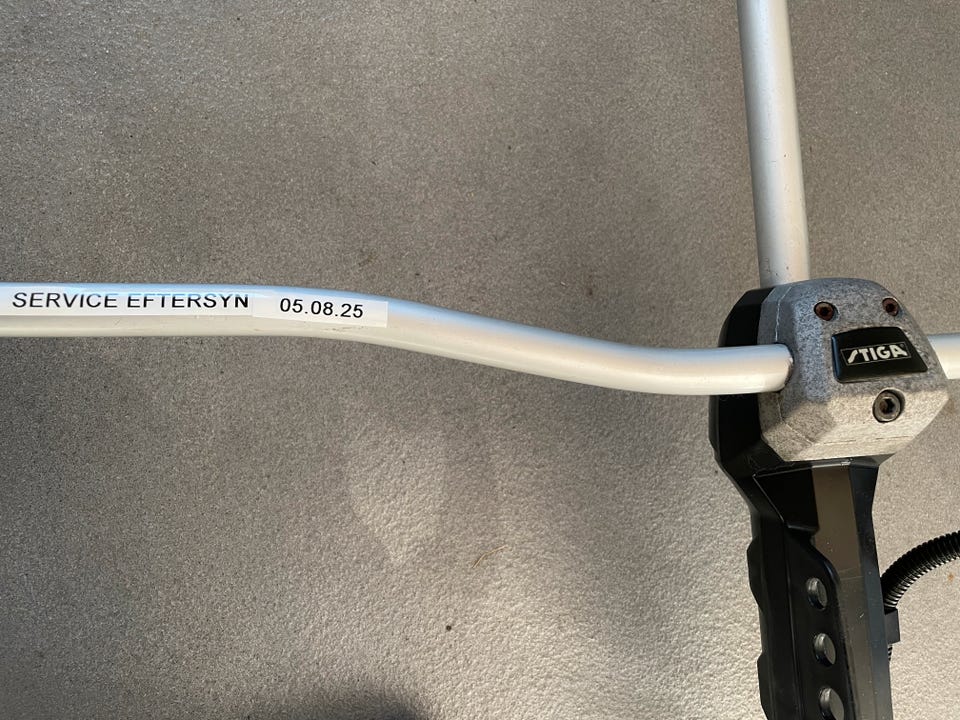 SERVICE EFTERSYN 05.08.25
STIGA